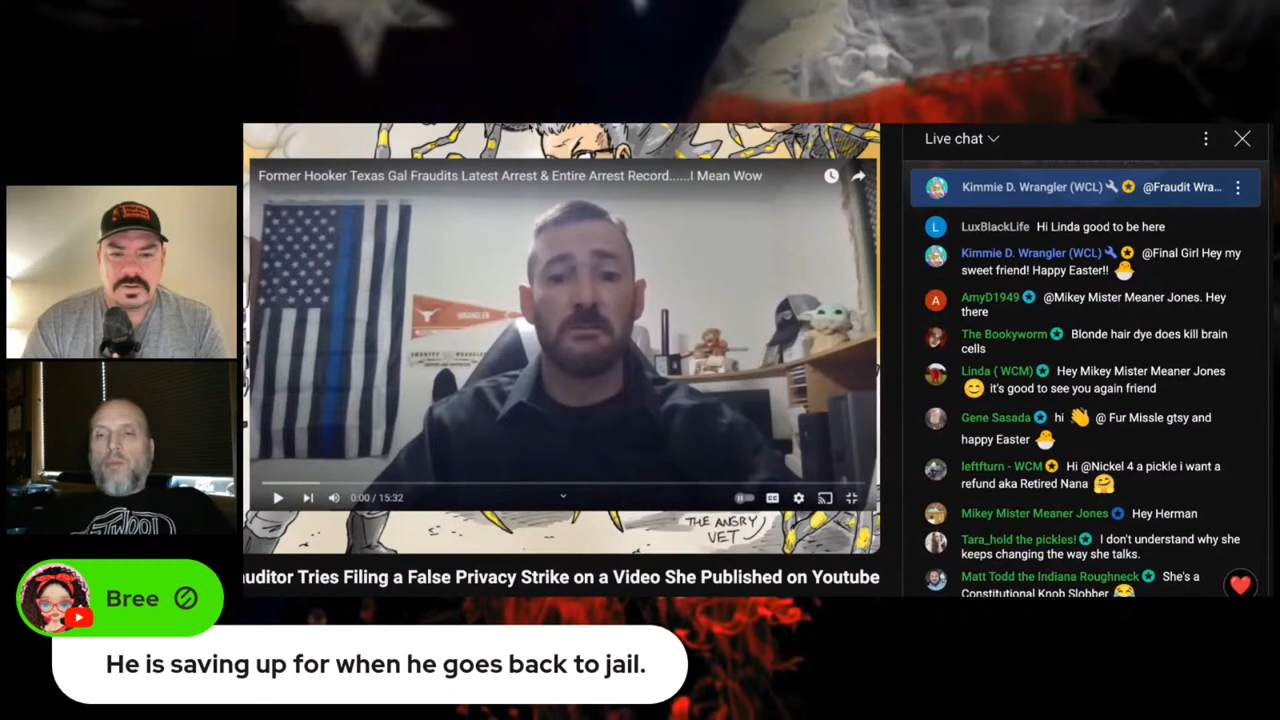 Former Hooker Texas Gal Fraudits Latest Arrest & Entire Arrest Record......I Mean Wow
WRANGLER
0:00 / 15:32
THE ANGRY
VET
uditor Tries Filing a False Privacy Strike on a Video She Published on Youtube
Live chat
Kimmie D. Wrangler (WCL) @Fraudit Wra...
L
LuxBlackLife Hi Linda good to be here
Kimmie D. Wrangler (WCL) @Final Girl Hey my
sweet friend! Happy Easter!!
A
AmyD1949 @Mikey Mister Meaner Jones. Hey
there
The Bookyworm Blonde hair dye does kill brain
cells
Linda ( WCM) Hey Mikey Mister Meaner Jones
it's good to see you again friend
Gene Sasada hi @ Fur Missle gtsy and
happy Easter
leftfturn - WCM Hi @Nickel 4 a pickle i want a
refund aka Retired Nana
Mikey Mister Meaner Jones Hey Herman
Tara_hold the pickles! I don't understand why she
keeps changing the way she talks.
Matt Todd the Indiana Roughneck She's a
Constitutional Knob Slobber
Bree
He is saving up for when he goes back to jail.